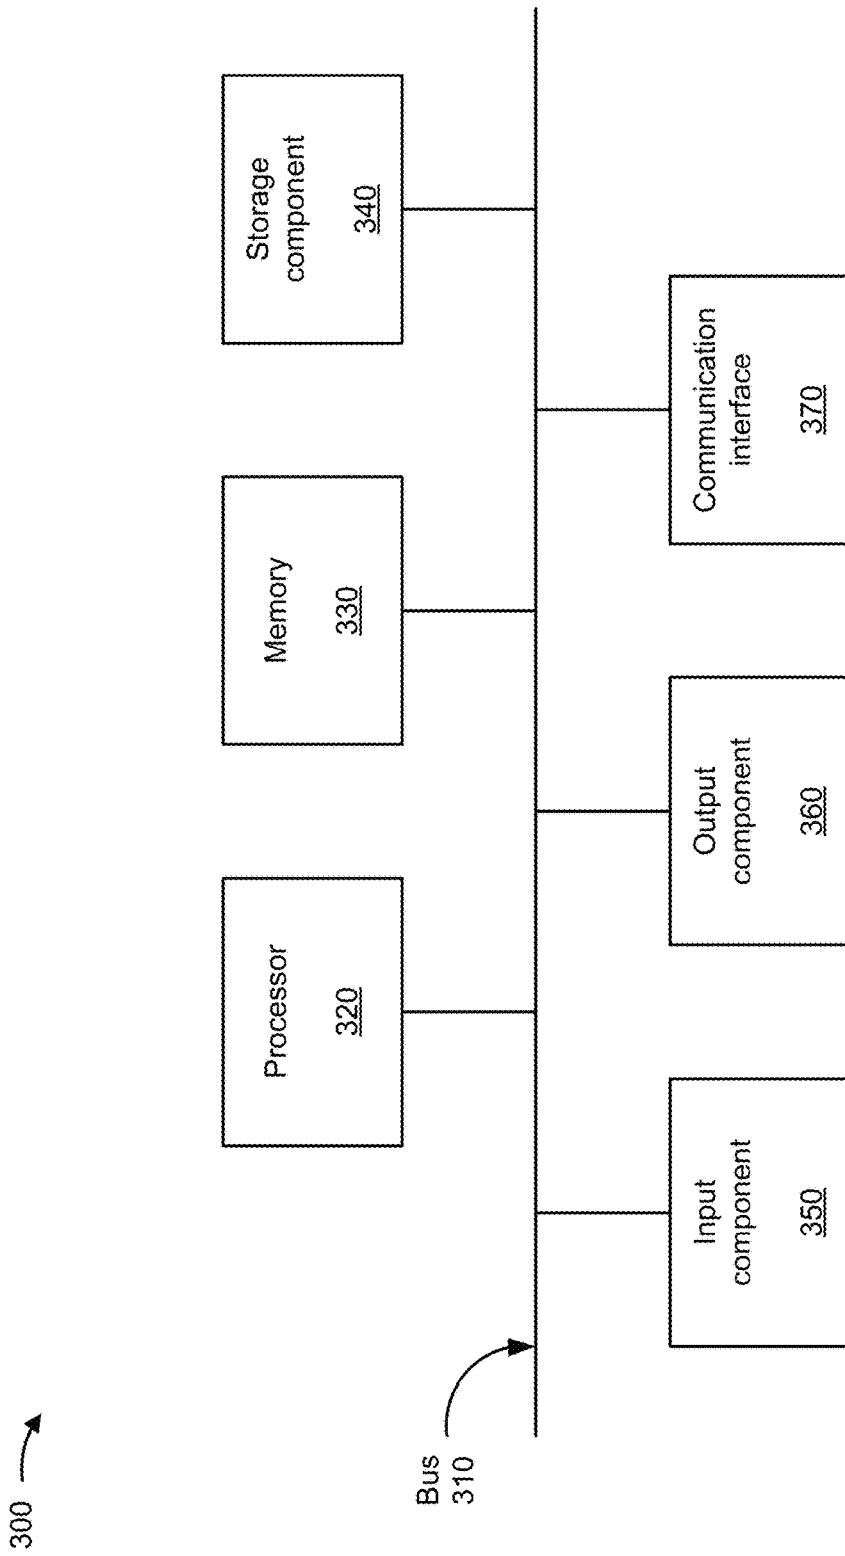 300
Bus
310
Processor
320
Memory
330
Storage
component
340
Input
component
350
Output
component
360
Communication
interface
370